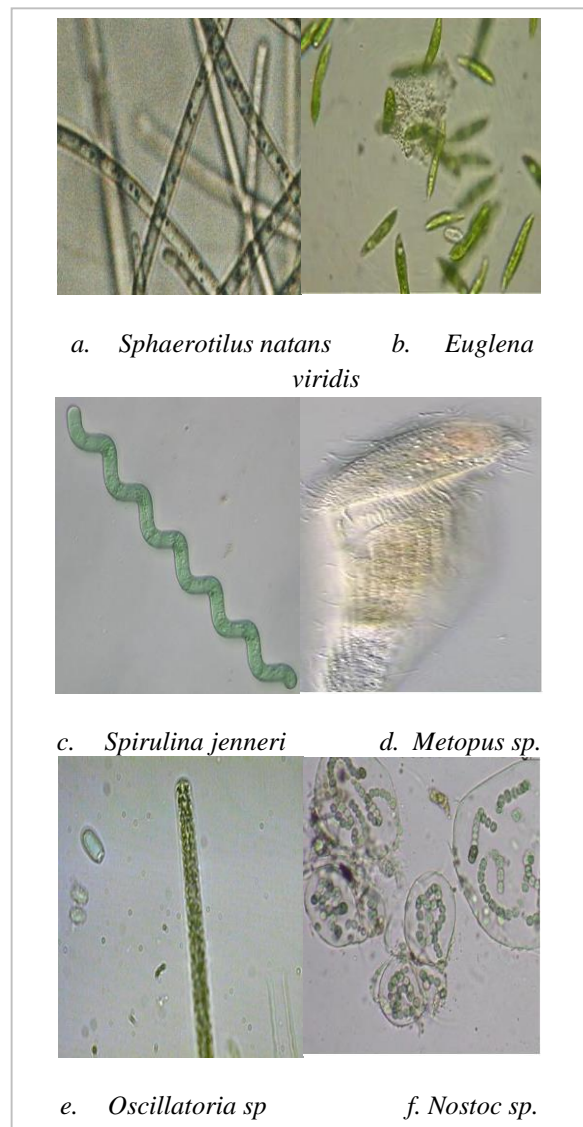 a. Sphaerotilus natans b. Euglena
viridis
c. Spirulina jenneri d. Metopus sp.
e. Oscillatoria sp f. Nostoc sp.